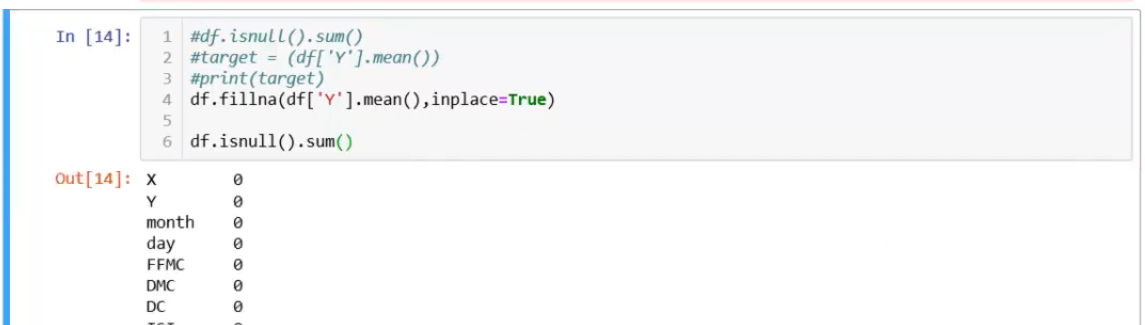 In [14]:
1 #df.isnull().sum()
2 #target = (df['Y'].mean())
3 #print(target)
4 df.fillna(df['Y'].mean(),inplace=True)
5
6 df.isnull().sum()
Out[14]: X 0
Y 0
month 0
day 0
FFMC 0
DMC 0
DC 0